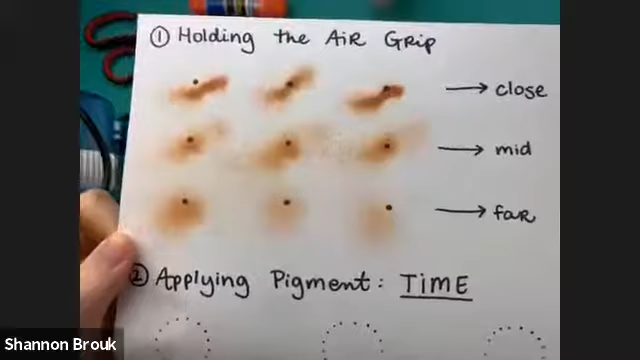 ① Holding the AiR GRip
→ close
→ mid
→ faR
② Applying Pigment: TiME
Shannon Brouk